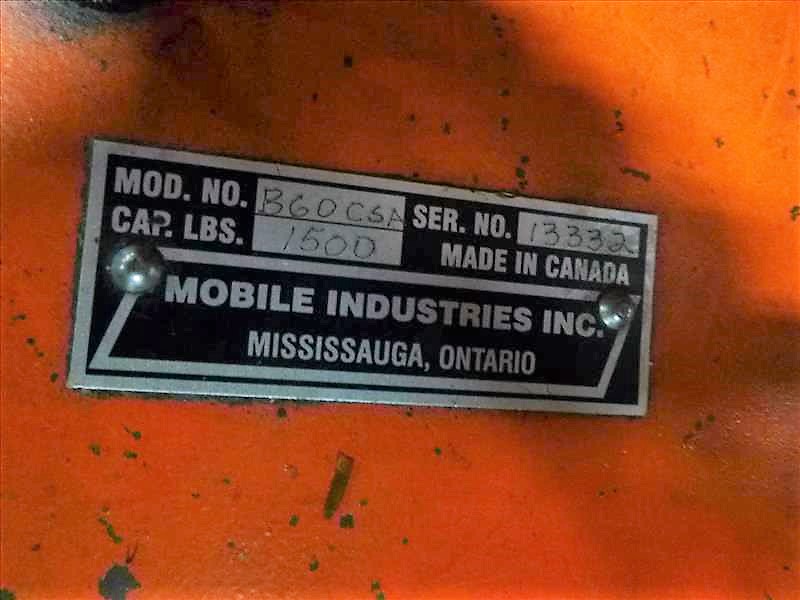 MOD. NO. B60CSA SER. NO. 13332
CAP. LBS. 1500 MADE IN CANADA
MOBILE INDUSTRIES INC.
MISSISSAUGA, ONTARIO